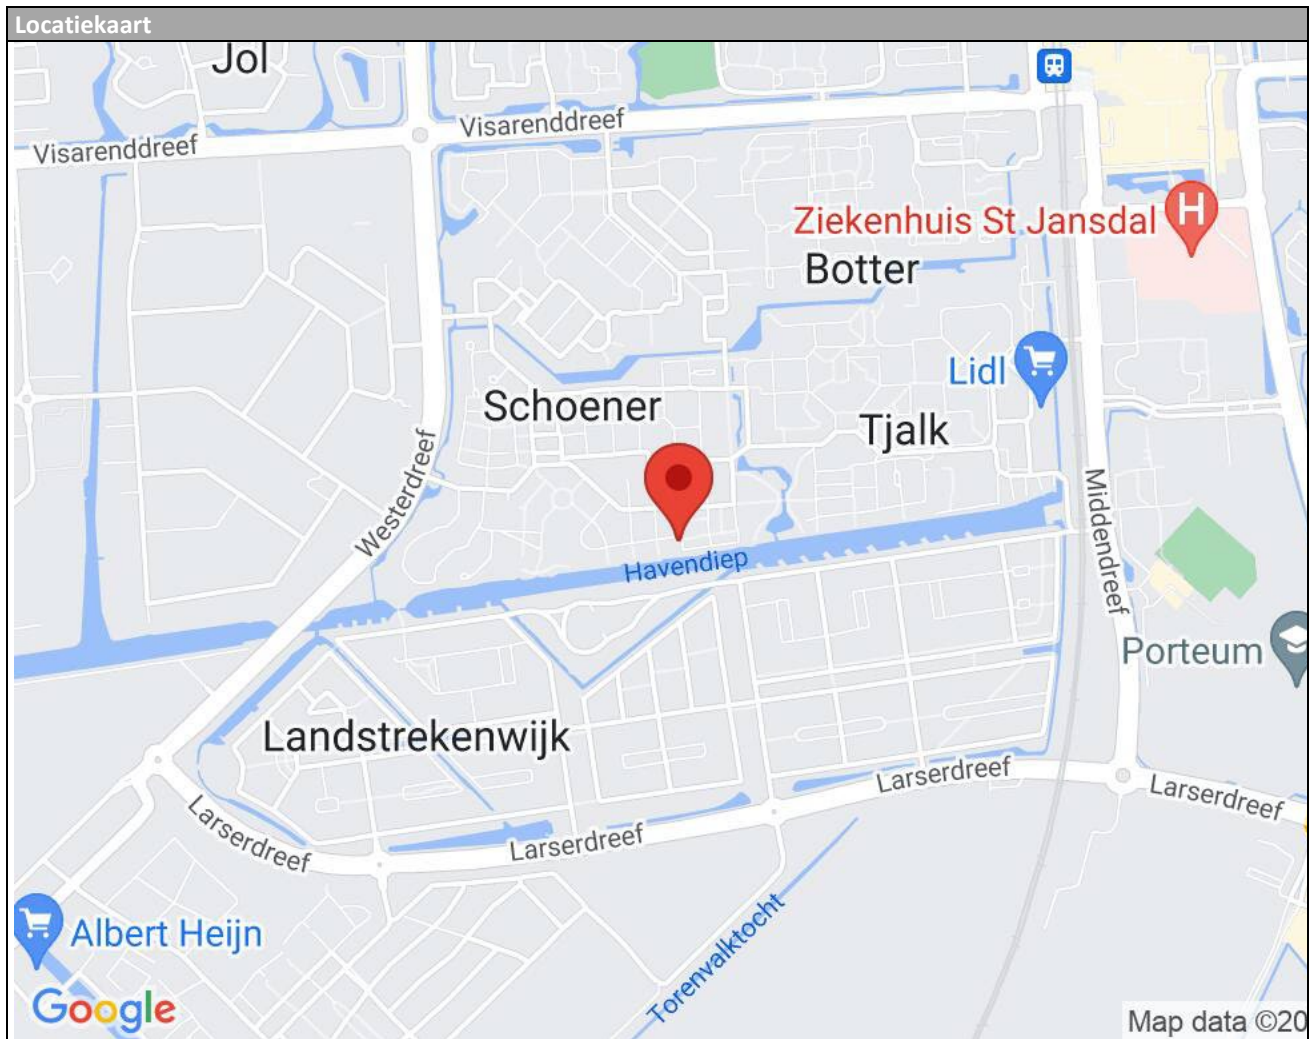 Locatiekaart
Jol
Visarenddreef
Visarenddreef
Ziekenhuis St Jansdal
H
Botter
Lidl
Schoener
Tjalk
Westerdreef
Middendreef
Havendiep
Porteum
Landstrekenwijk
Larserdreef
Larserdreef
Larserdreef
Larserdreef
Albert Heijn
Torenvalktocht
Google
Map data ©20